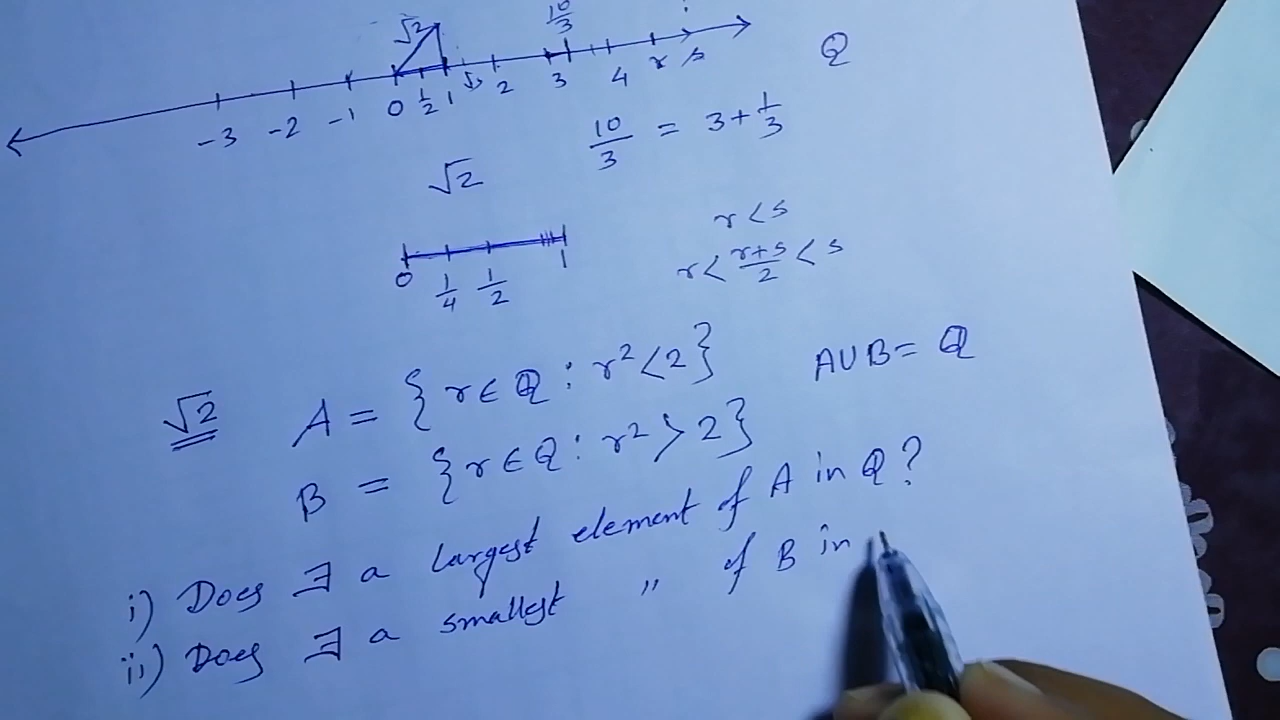 √2 10/3
-3 -2 -1 0 1/2 1 √ 2 3 4 r s Q
10/3 = 3 + 1/3
√2
r < s
0 1/4 1/2 1 r < (r+s)/2 < s
√2 A = { r ∈ Q : r² < 2 } A ∪ B = Q
B = { r ∈ Q : r² > 2 }
i) Does ∃ a largest element of A in Q ?
ii) Does ∃ a smallest " of B in